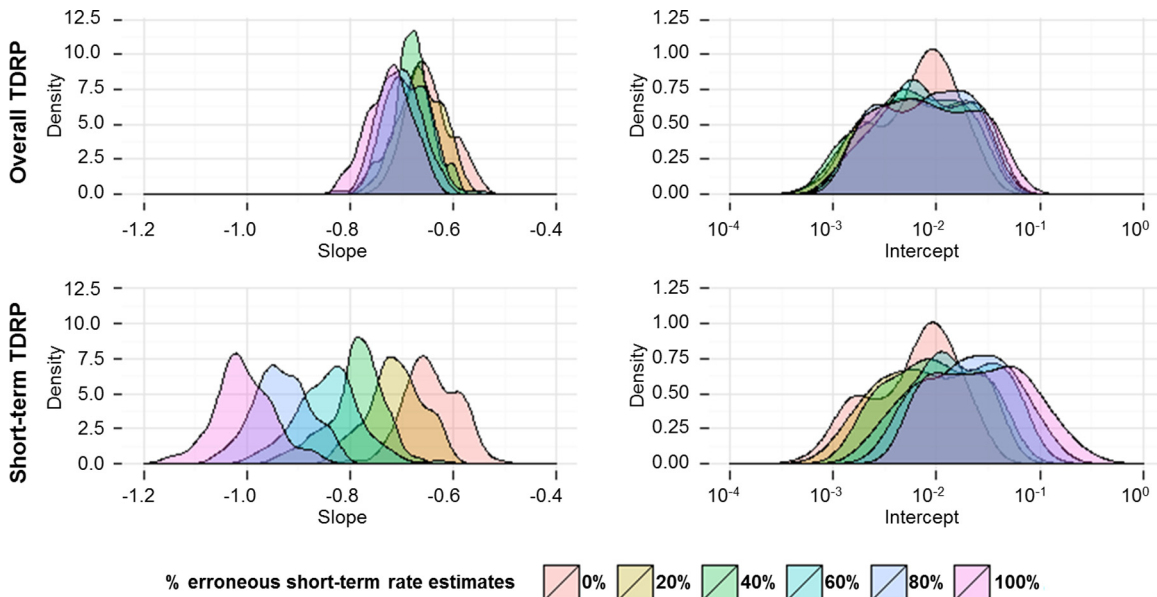 Overall TDRP
Density
12.5
10.0
7.5
5.0
2.5
0.0
-1.2 -1.0 -0.8 -0.6 -0.4
Slope
Density
1.25
1.00
0.75
0.50
0.25
0.00
10-4 10-3 10-2 10-1 100
Intercept
Short-term TDRP
Density
12.5
10.0
7.5
5.0
2.5
0.0
-1.2 -1.0 -0.8 -0.6 -0.4
Slope
Density
1.25
1.00
0.75
0.50
0.25
0.00
10-4 10-3 10-2 10-1 100
Intercept
% erroneous short-term rate estimates 0% 20% 40% 60% 80% 100%